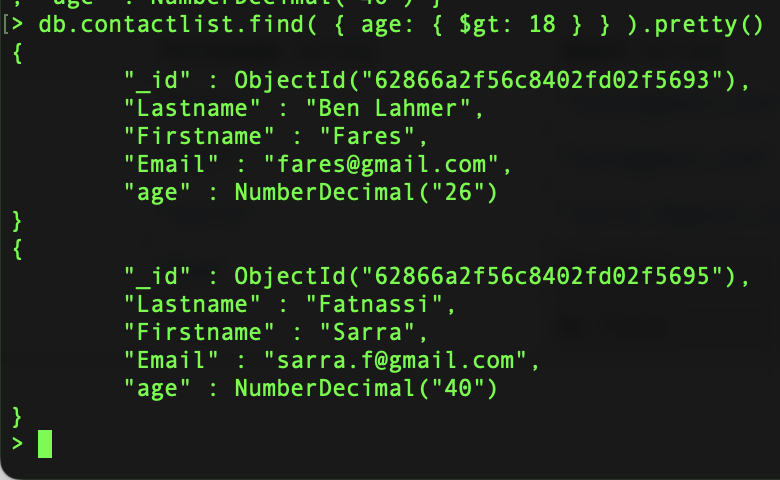 , "age" : NumberDecimal("40") }
[> db.contactlist.find( { age: { $gt: 18 } } ).pretty()
{
"_id" : ObjectId("62866a2f56c8402fd02f5693"),
"Lastname" : "Ben Lahmer",
"Firstname" : "Fares",
"Email" : "fares@gmail.com",
"age" : NumberDecimal("26")
}
{
"_id" : ObjectId("62866a2f56c8402fd02f5695"),
"Lastname" : "Fatnassi",
"Firstname" : "Sarra",
"Email" : "sarra.f@gmail.com",
"age" : NumberDecimal("40")
}
>